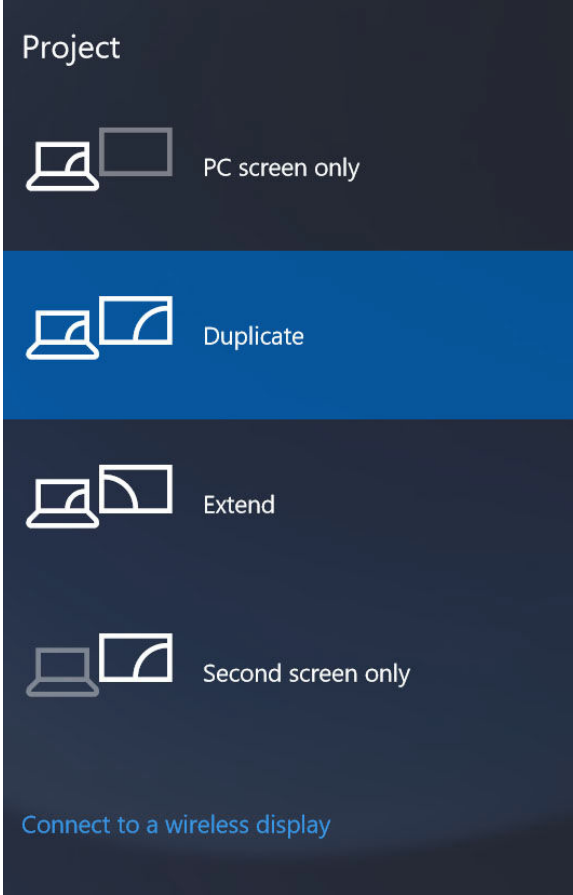 Project
PC screen only
Duplicate
Extend
Second screen only
Connect to a wireless display